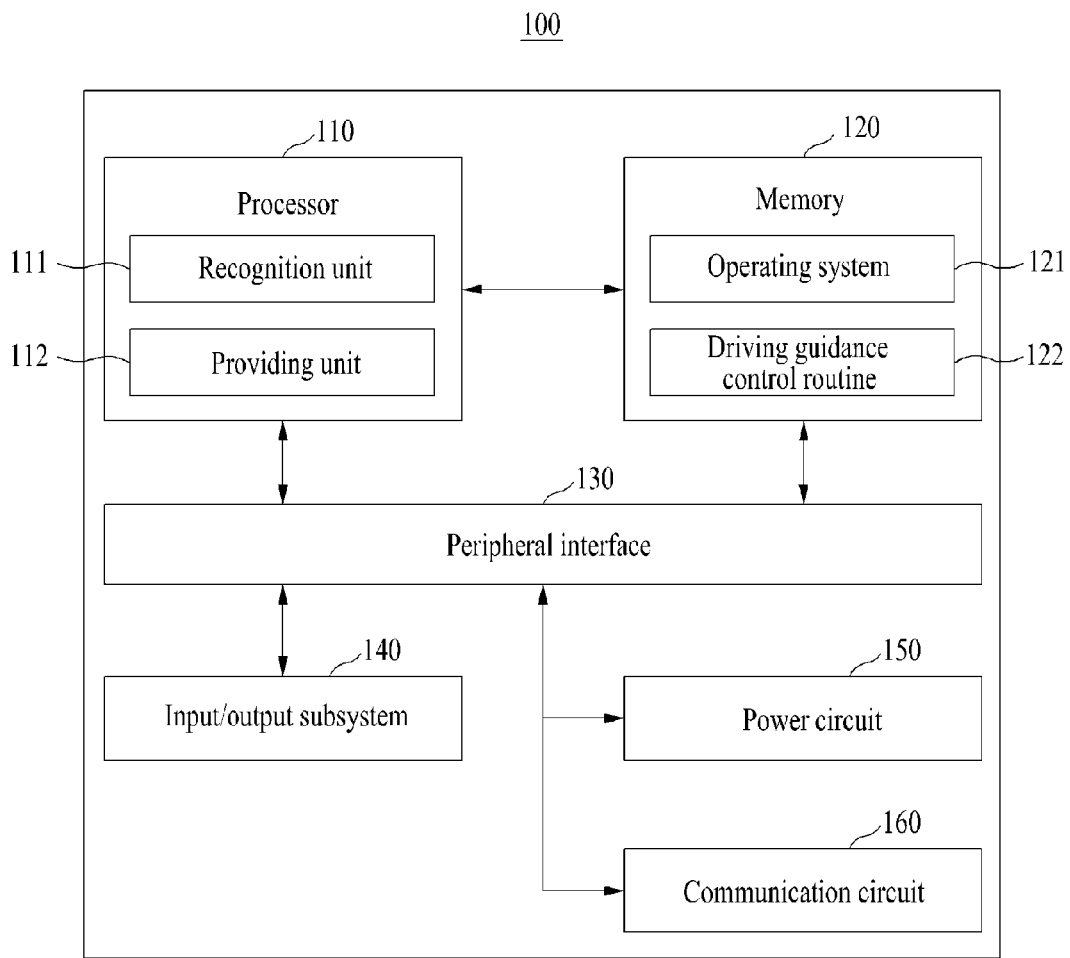 100
110
120
Processor
Memory
111
Recognition unit
Operating system
121
112
Providing unit
Driving guidance
control routine
122
130
Peripheral interface
140
150
Input/output subsystem
Power circuit
160
Communication circuit